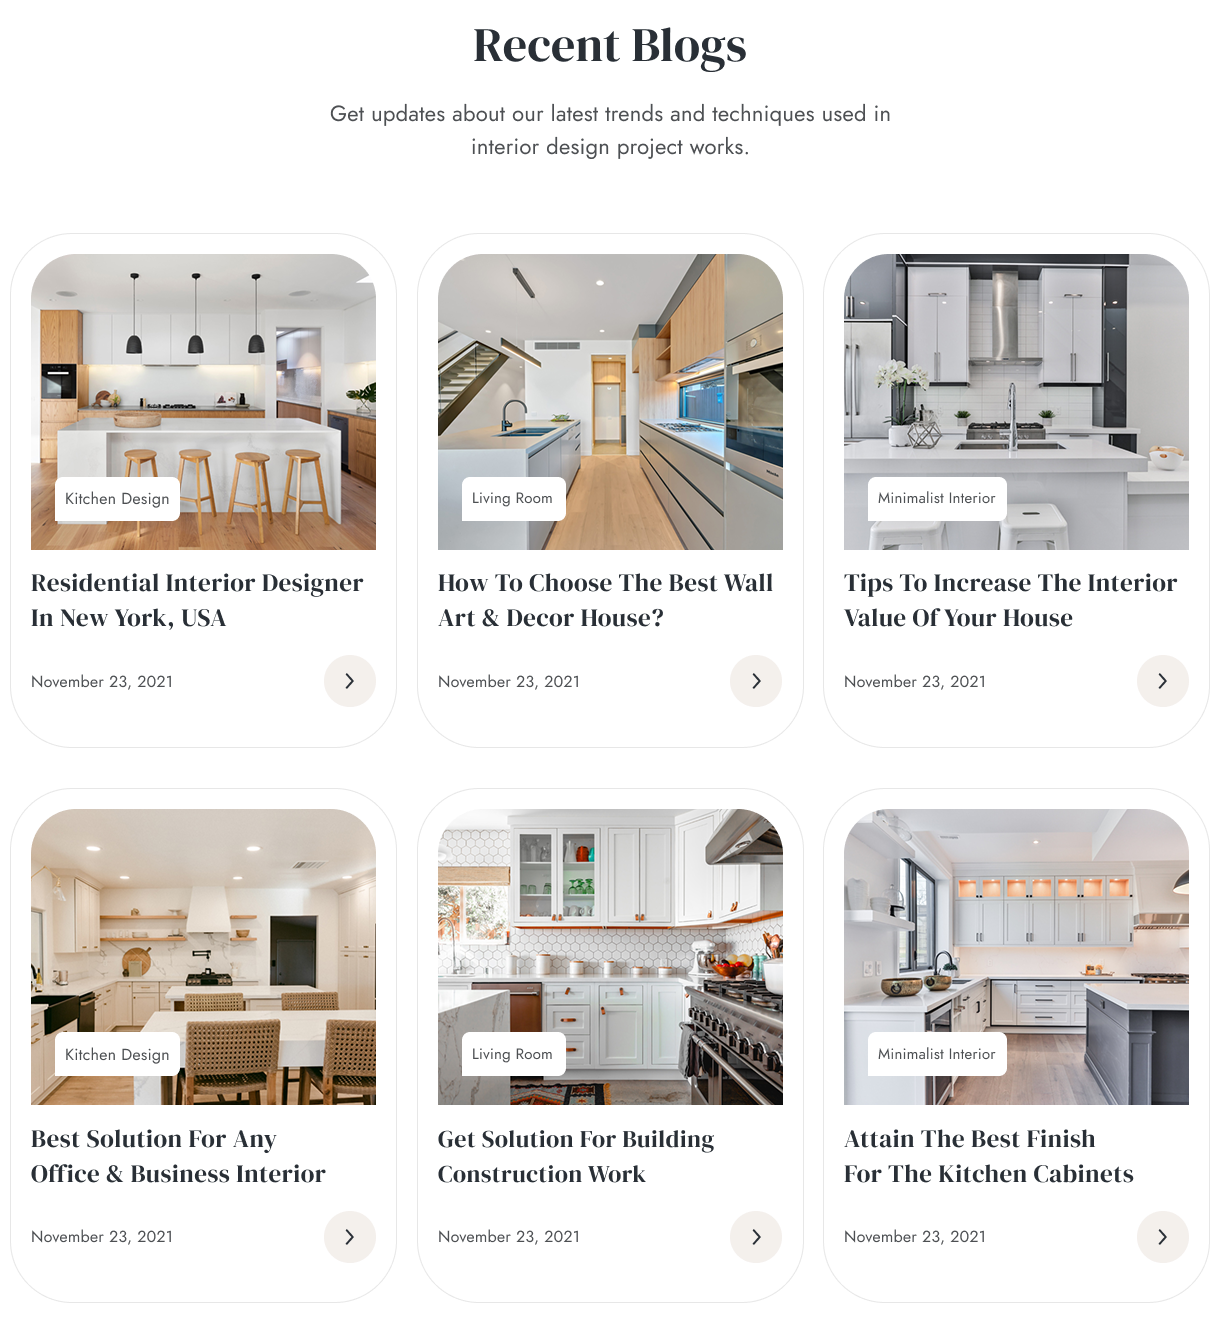 Recent Blogs
Get updates about our latest trends and techniques used in
interior design project works.
Kitchen Design
Residential Interior Designer
In New York, USA
November 23, 2021
Living Room
How To Choose The Best Wall
Art & Decor House?
November 23, 2021
Minimalist Interior
Tips To Increase The Interior
Value Of Your House
November 23, 2021
Kitchen Design
Best Solution For Any
Office & Business Interior
November 23, 2021
Living Room
Get Solution For Building
Construction Work
November 23, 2021
Minimalist Interior
Attain The Best Finish
For The Kitchen Cabinets
November 23, 2021